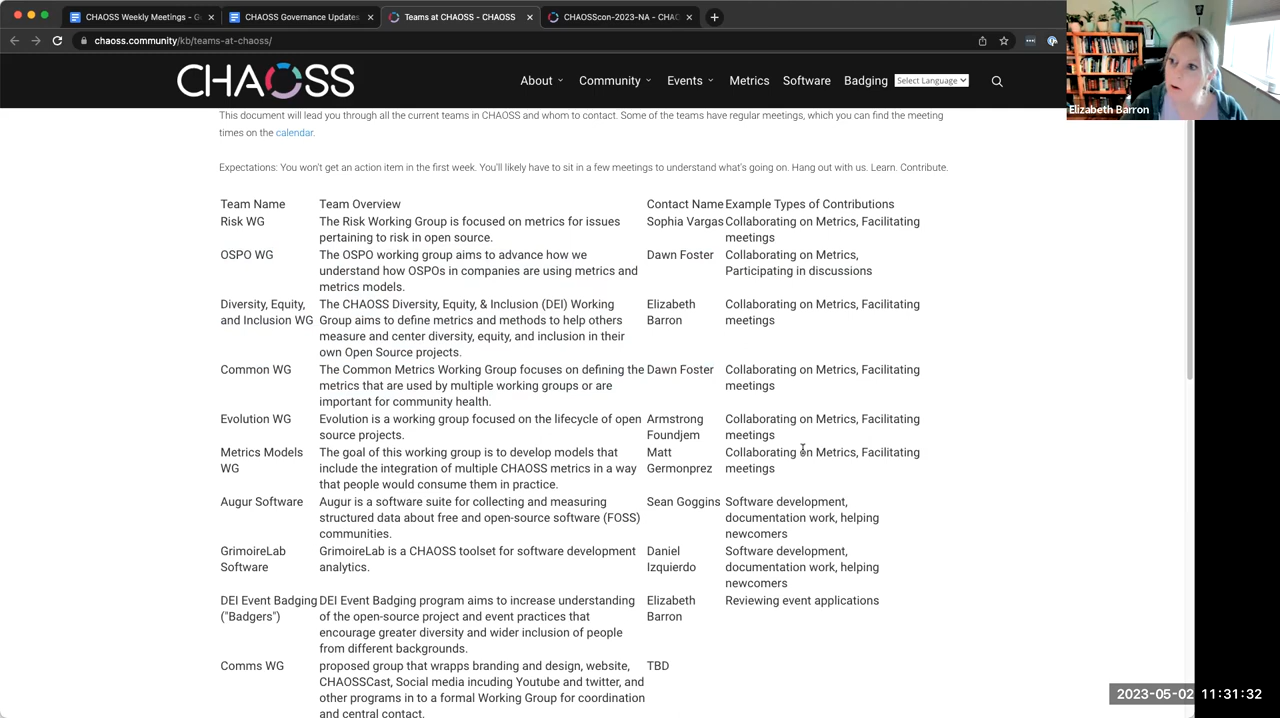 CHAOSS Weekly Meetings - G
CHAOSS Governance Updates
Teams at CHAOSS - CHAOSS
CHAOSScon-2023-NA - CHAO
chaoss.community/kb/teams-at-chaoss/
CHAOSS
About Community Events Metrics Software Badging Select Language
Elizabeth Barron
This document will lead you through all the current teams in CHAOSS and whom to contact. Some of the teams have regular meetings, which you can find the meeting
times on the calendar.
Expectations: You won't get an action item in the first week. You'll likely have to sit in a few meetings to understand what's going on. Hang out with us. Learn. Contribute.
Team Name Team Overview Contact Name Example Types of Contributions
Risk WG The Risk Working Group is focused on metrics for issues Sophia Vargas Collaborating on Metrics, Facilitating
pertaining to risk in open source. meetings
OSPO WG The OSPO working group aims to advance how we Dawn Foster Collaborating on Metrics,
understand how OSPOs in companies are using metrics and Participating in discussions
metrics models.
Diversity, Equity, The CHAOSS Diversity, Equity, & Inclusion (DEI) Working Elizabeth Collaborating on Metrics, Facilitating
and Inclusion WG Group aims to define metrics and methods to help others Barron meetings
measure and center diversity, equity, and inclusion in their
own Open Source projects.
Common WG The Common Metrics Working Group focuses on defining the Dawn Foster Collaborating on Metrics, Facilitating
metrics that are used by multiple working groups or are meetings
important for community health.
Evolution WG Evolution is a working group focused on the lifecycle of open Armstrong Collaborating on Metrics, Facilitating
source projects. Foundjem meetings
Metrics Models The goal of this working group is to develop models that Matt Collaborating on Metrics, Facilitating
WG include the integration of multiple CHAOSS metrics in a way Germonprez meetings
that people would consume them in practice.
Augur Software Augur is a software suite for collecting and measuring Sean Goggins Software development,
structured data about free and open-source software (FOSS) documentation work, helping
communities. newcomers
GrimoireLab GrimoireLab is a CHAOSS toolset for software development Daniel Software development,
Software analytics. Izquierdo documentation work, helping
newcomers
DEI Event Badging DEI Event Badging program aims to increase understanding Elizabeth Reviewing event applications
("Badgers") of the open-source project and event practices that Barron
encourage greater diversity and wider inclusion of people
from different backgrounds.
Comms WG proposed group that wrapps branding and design, website, TBD
CHAOSSCast, Social media incuding Youtube and twitter, and
other programs in to a formal Working Group for coordination
and central contact.
2023-05-02 11:31:32